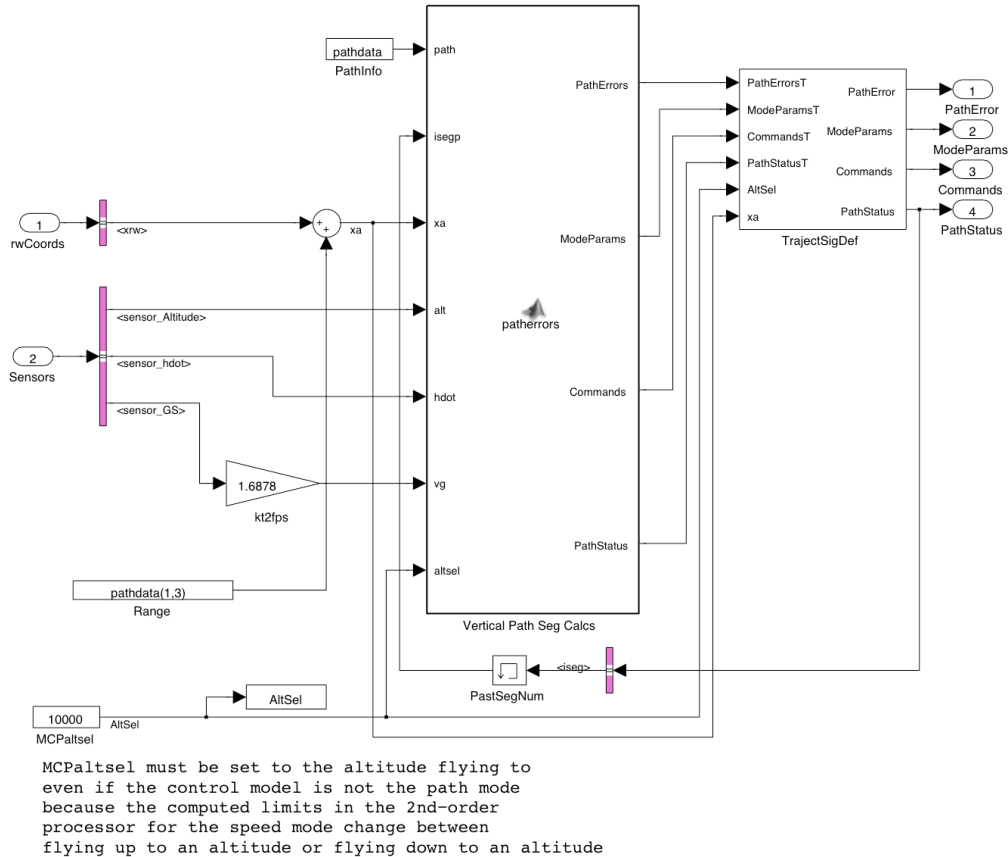 pathdata
PathInfo
path
isegp
xa
alt
hdot
vg
altsel
PathErrors
ModeParams
Commands
PathStatus
patherrors
Vertical Path Seg Calcs
PathErrorsT
ModeParamsT
CommandsT
PathStatusT
AltSel
xa
PathError
ModeParams
Commands
PathStatus
TrajectSigDef
1
PathError
2
ModeParams
3
Commands
4
PathStatus
1
rwCoords
<xrw>
+
+
xa
2
Sensors
<sensor_Altitude>
<sensor_hdot>
<sensor_GS>
1.6878
kt2fps
pathdata(1,3)
Range
<iseg>
PastSegNum
AltSel
10000
MCPaltsel
AltSel
MCPaltsel must be set to the altitude flying to
even if the control model is not the path mode
because the computed limits in the 2nd-order
processor for the speed mode change between
flying up to an altitude or flying down to an altitude